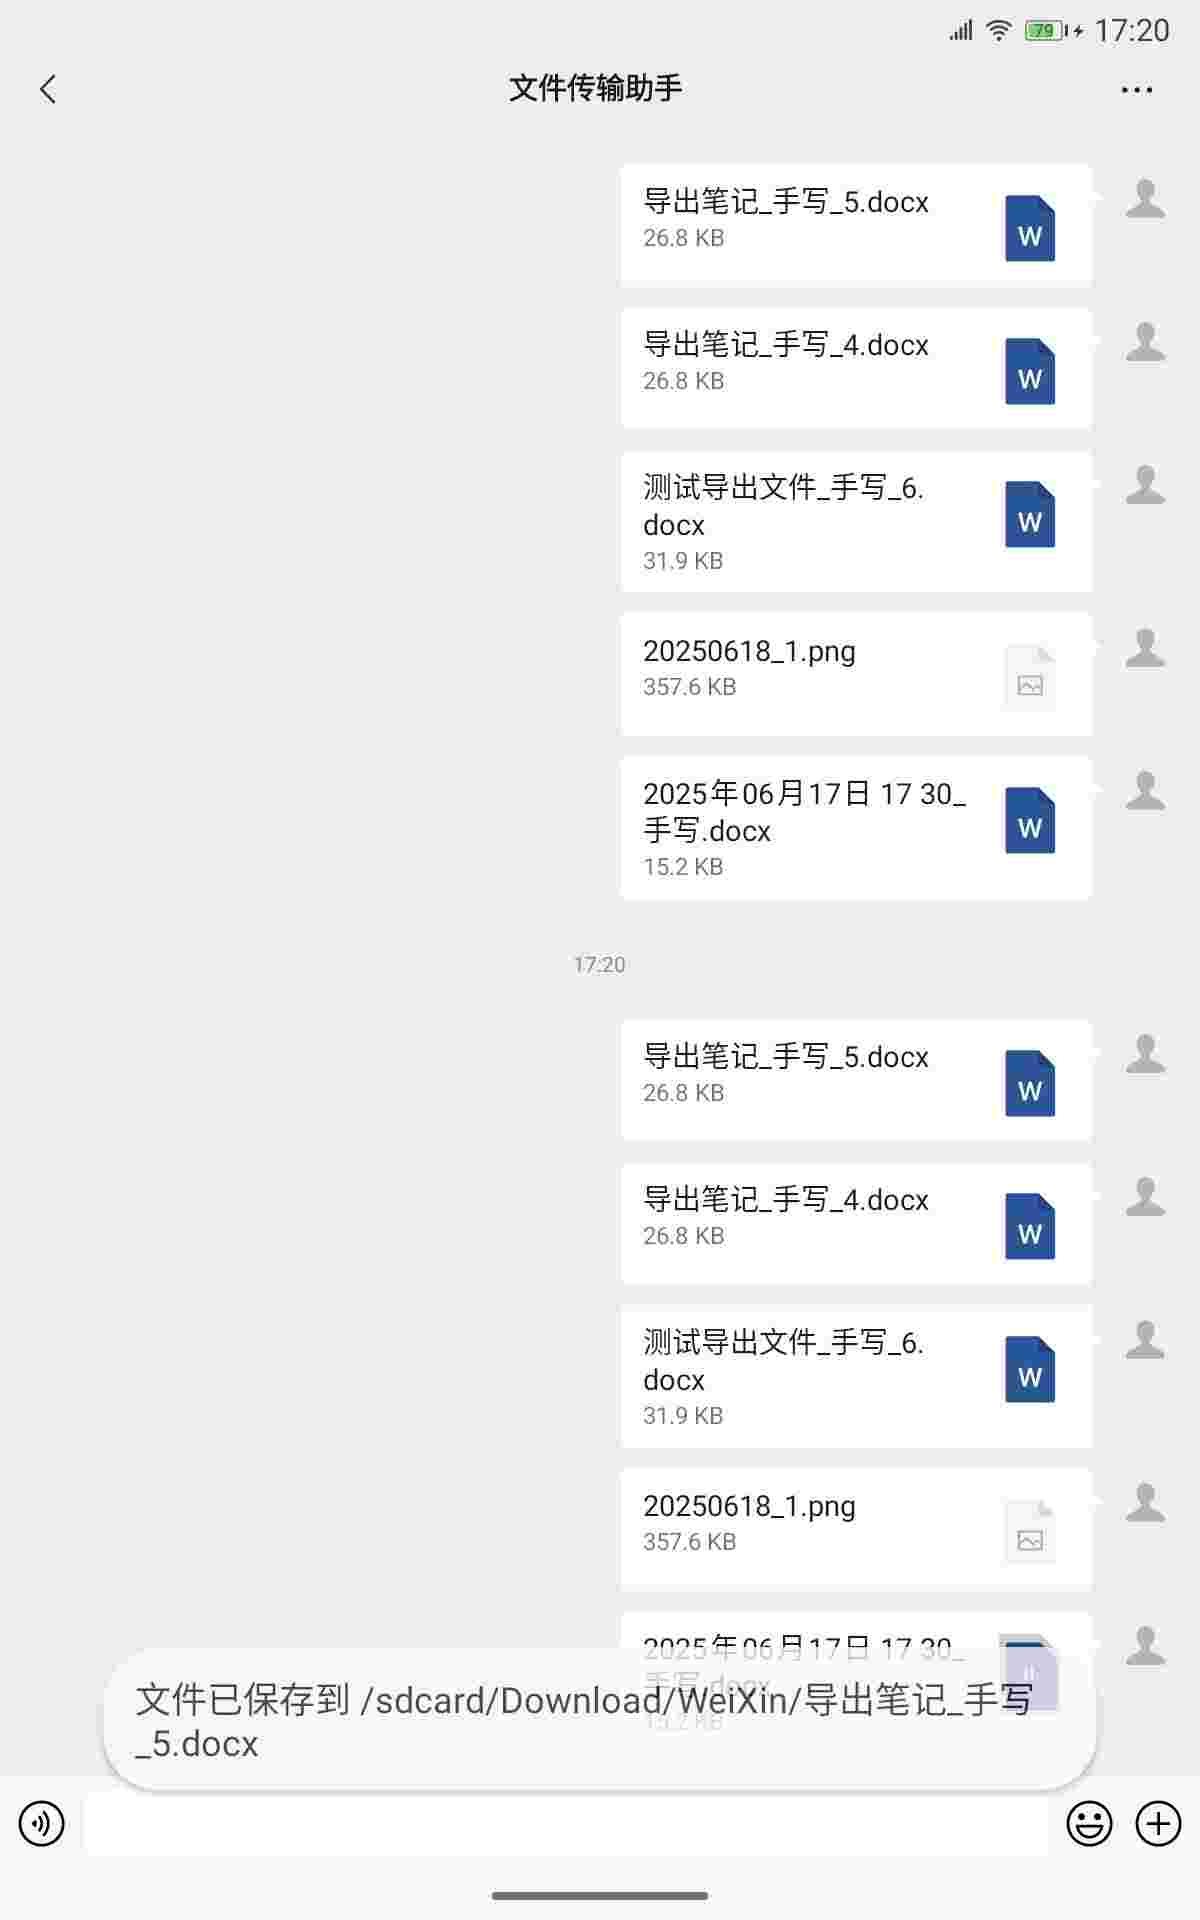 79 17:20
文件传输助手
导出笔记_手写_5.docx
26.8 KB
W
导出笔记_手写_4.docx
26.8 KB
W
测试导出文件_手写_6.
docx
31.9 KB
W
20250618_1.png
357.6 KB
2025年06月17日 17 30_
手写.docx
15.2 KB
W
17:20
导出笔记_手写_5.docx
26.8 KB
W
导出笔记_手写_4.docx
26.8 KB
W
测试导出文件_手写_6.
docx
31.9 KB
W
20250618_1.png
357.6 KB
2025年06月17日 17 30_
手写.docx
15.2 KB
文件已保存到 /sdcard/Download/WeiXin/导出笔记_手写
_5.docx